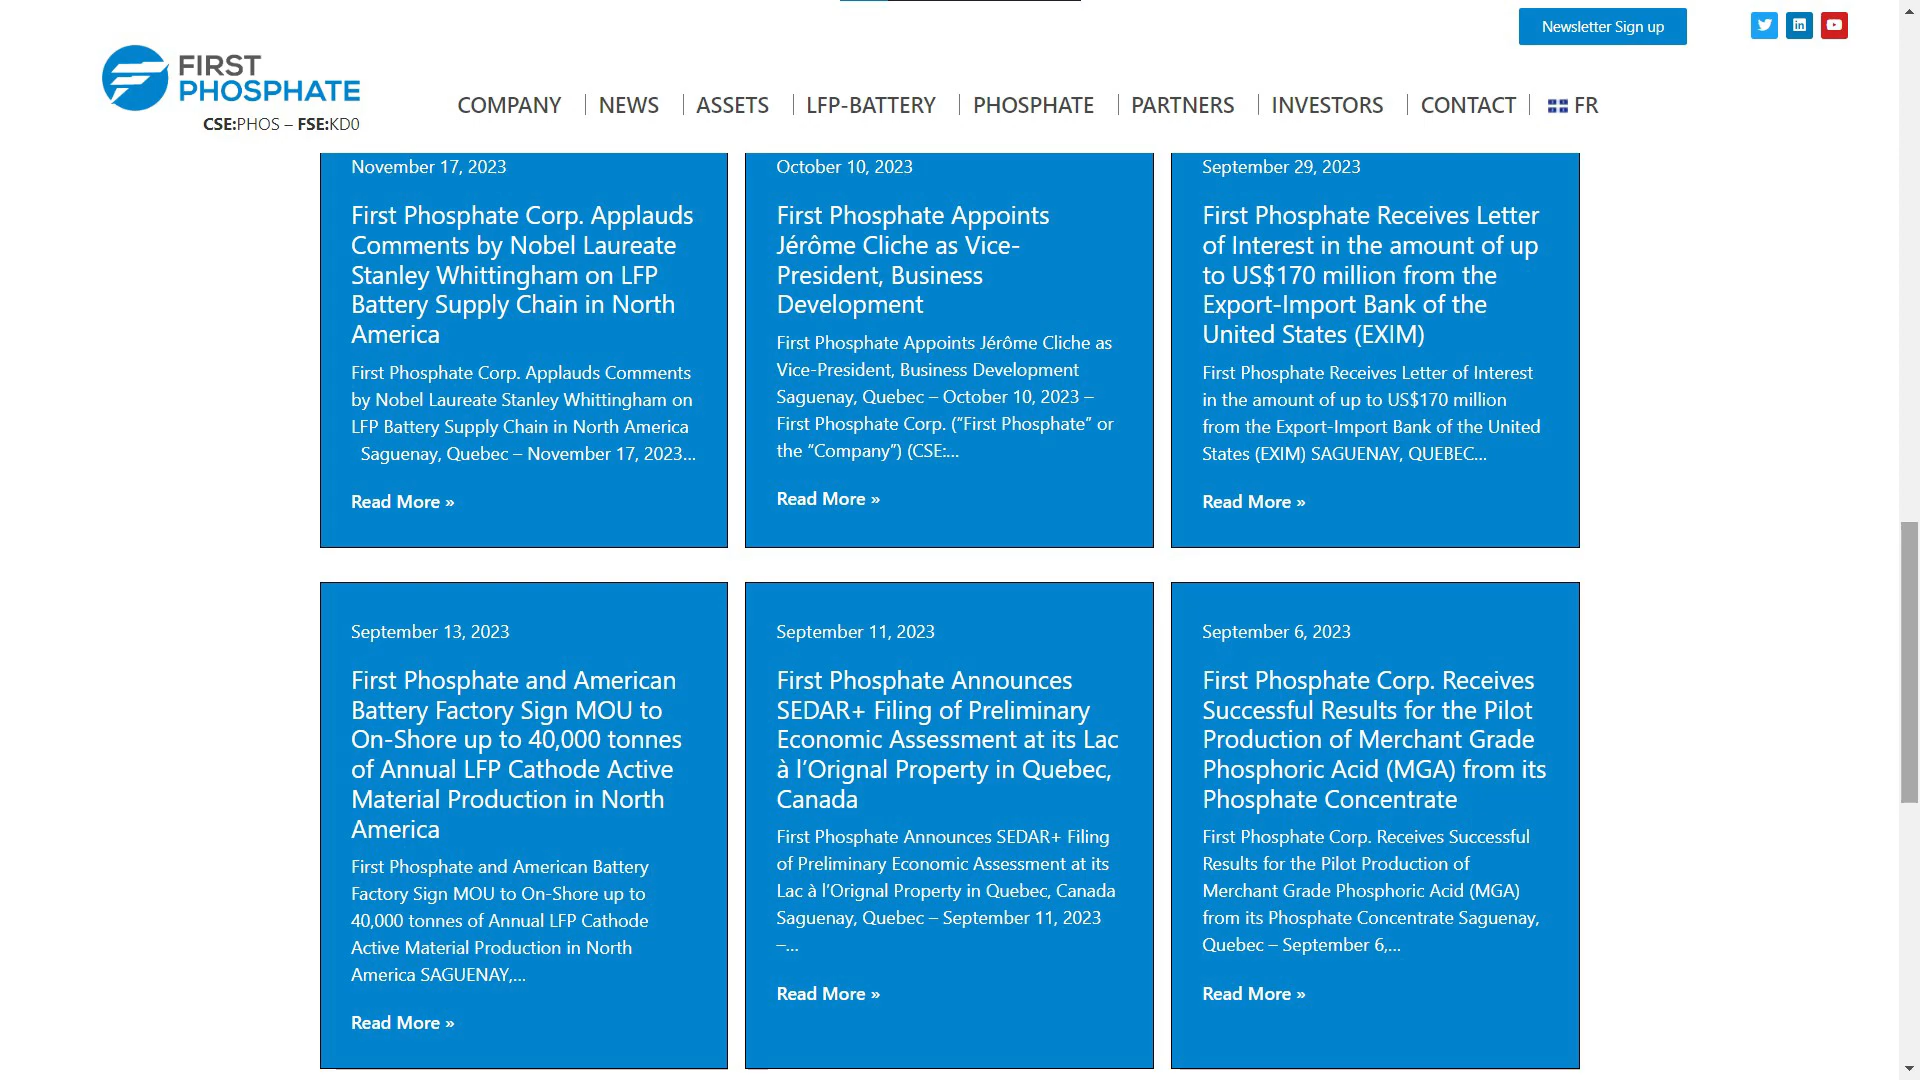 Newsletter Sign up
FIRST
PHOSPHATE
CSE:PHOS – FSE:KD0
COMPANY
NEWS
ASSETS
LFP-BATTERY
PHOSPHATE
PARTNERS
INVESTORS
CONTACT
FR
November 17, 2023
First Phosphate Corp. Applauds
Comments by Nobel Laureate
Stanley Whittingham on LFP
Battery Supply Chain in North
America
First Phosphate Corp. Applauds Comments
by Nobel Laureate Stanley Whittingham on
LFP Battery Supply Chain in North America
Saguenay, Quebec – November 17, 2023...
Read More »
October 10, 2023
First Phosphate Appoints
Jérôme Cliche as Vice-
President, Business
Development
First Phosphate Appoints Jérôme Cliche as
Vice-President, Business Development
Saguenay, Quebec – October 10, 2023 –
First Phosphate Corp. (“First Phosphate” or
the “Company”) (CSE:...
Read More »
September 29, 2023
First Phosphate Receives Letter
of Interest in the amount of up
to US$170 million from the
Export-Import Bank of the
United States (EXIM)
First Phosphate Receives Letter of Interest
in the amount of up to US$170 million
from the Export-Import Bank of the United
States (EXIM) SAGUENAY, QUEBEC...
Read More »
September 13, 2023
First Phosphate and American
Battery Factory Sign MOU to
On-Shore up to 40,000 tonnes
of Annual LFP Cathode Active
Material Production in North
America
First Phosphate and American Battery
Factory Sign MOU to On-Shore up to
40,000 tonnes of Annual LFP Cathode
Active Material Production in North
America SAGUENAY,...
Read More »
September 11, 2023
First Phosphate Announces
SEDAR+ Filing of Preliminary
Economic Assessment at its Lac
à l’Orignal Property in Quebec,
Canada
First Phosphate Announces SEDAR+ Filing
of Preliminary Economic Assessment at its
Lac à l’Orignal Property in Quebec, Canada
Saguenay, Quebec – September 11, 2023
–...
Read More »
September 6, 2023
First Phosphate Corp. Receives
Successful Results for the Pilot
Production of Merchant Grade
Phosphoric Acid (MGA) from its
Phosphate Concentrate
First Phosphate Corp. Receives Successful
Results for the Pilot Production of
Merchant Grade Phosphoric Acid (MGA)
from its Phosphate Concentrate Saguenay,
Quebec – September 6,...
Read More »